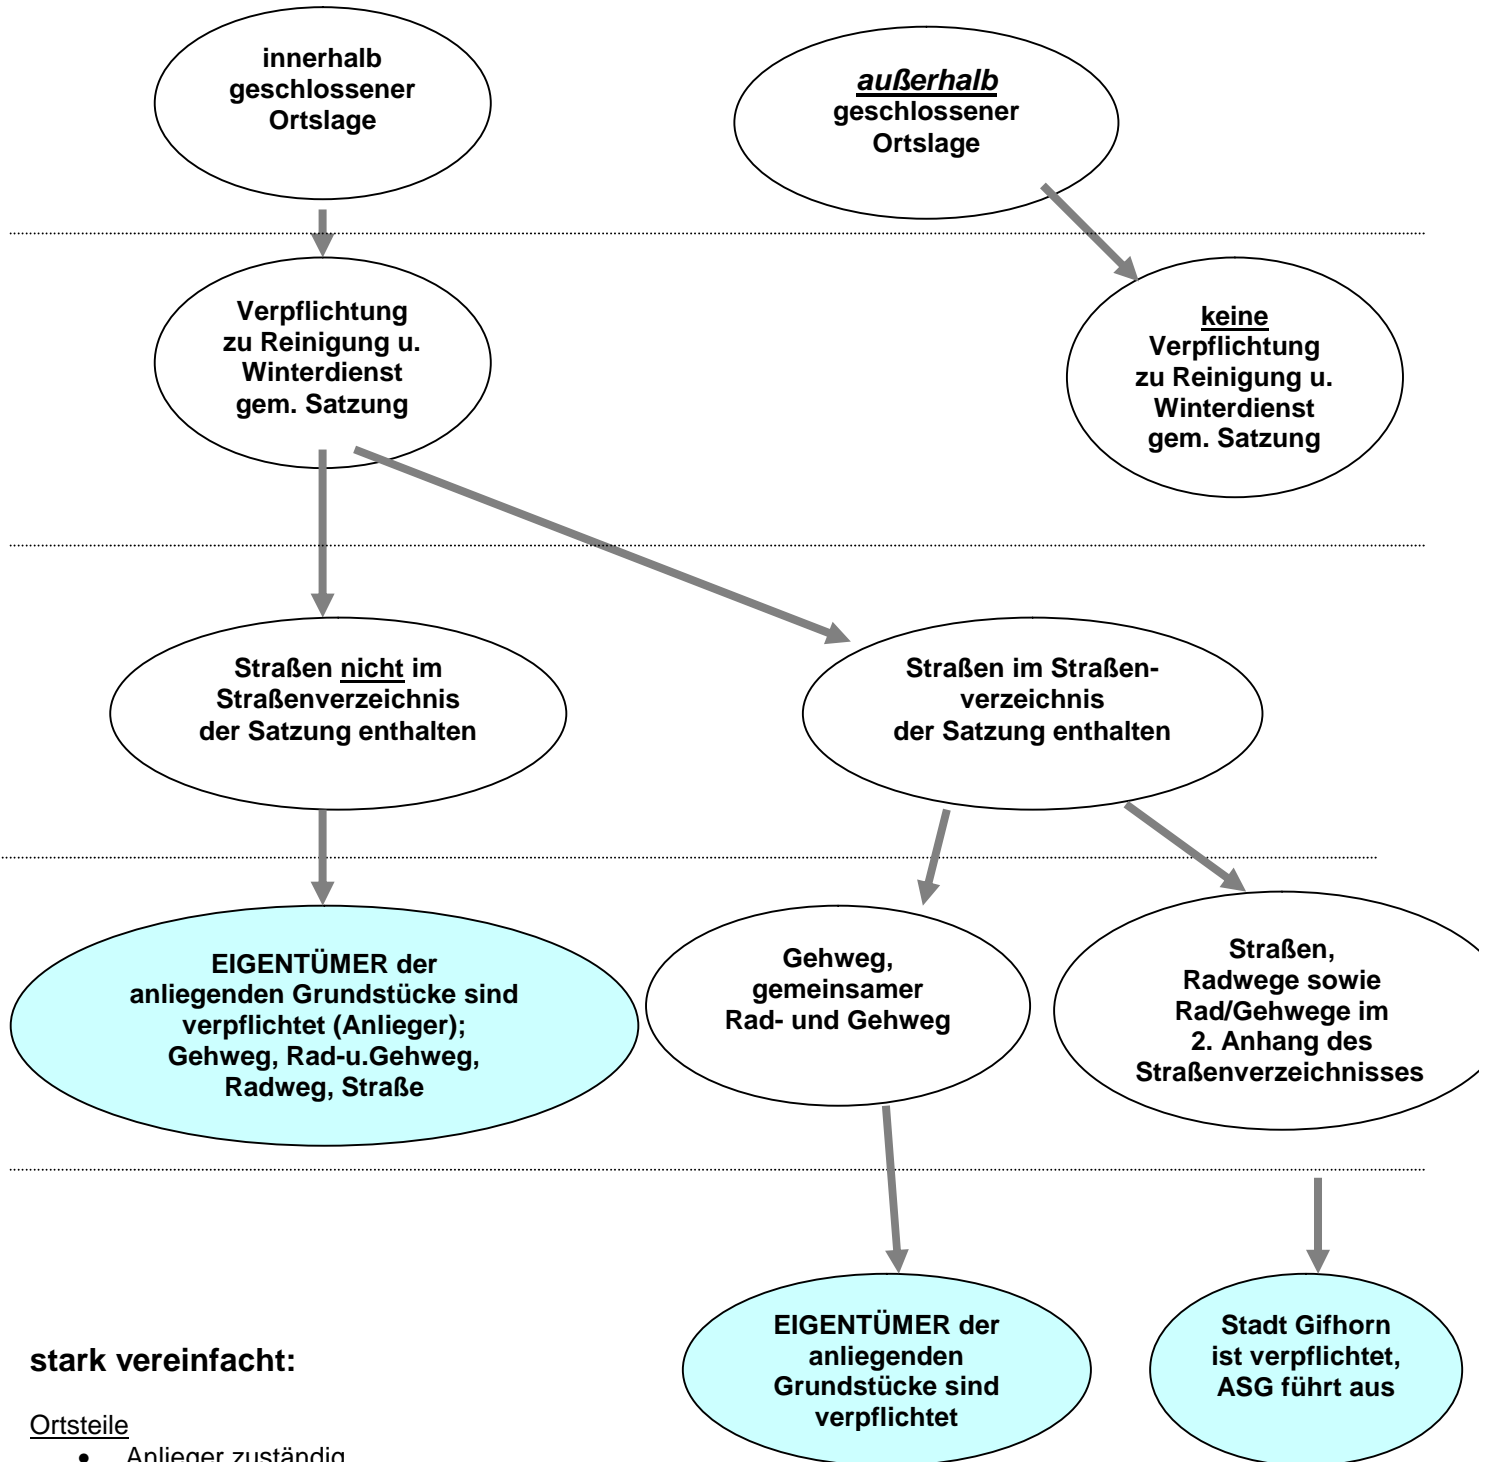 innerhalb
geschlossener
Ortslage
außerhalb
geschlossener
Ortslage
Verpflichtung
zu Reinigung u.
Winterdienst
gem. Satzung
keine
Verpflichtung
zu Reinigung u.
Winterdienst
gem. Satzung
Straßen nicht im
Straßenverzeichnis
der Satzung enthalten
Straßen im Straßen-
verzeichnis
der Satzung enthalten
EIGENTÜMER der
anliegenden Grundstücke sind
verpflichtet (Anlieger);
Gehweg, Rad-u.Gehweg,
Radweg, Straße
Gehweg,
gemeinsamer
Rad- und Gehweg
Straßen,
Radwege sowie
Rad/Gehwege im
2. Anhang des
Straßenverzeichnisses
EIGENTÜMER der
anliegenden
Grundstücke sind
verpflichtet
Stadt Gifhorn
ist verpflichtet,
ASG führt aus
stark vereinfacht:
Ortsteile
• Anlieger zuständig